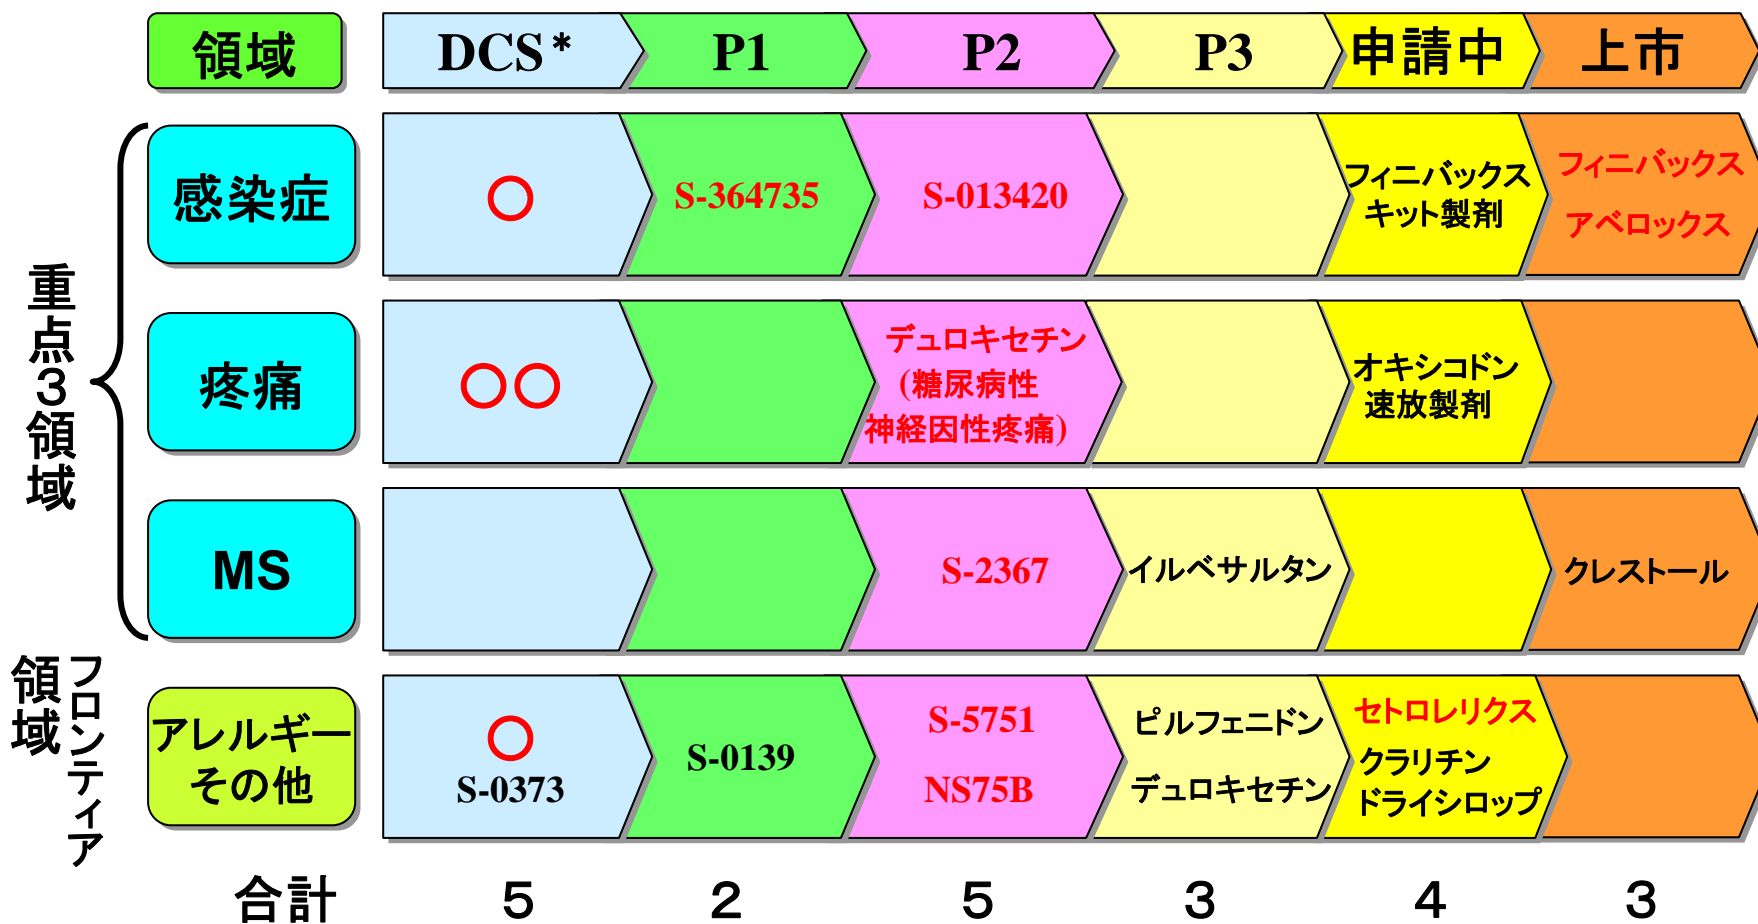 領域
DCS*
P1
P2
P3
申請中
上市
重点3領域
感染症
S-364735
S-013420
フィニバックス
キット製剤
フィニバックス
アベロックス
疼痛
デュロキセチン
(糖尿病性
神経因性疼痛)
オキシコドン
速放製剤
MS
S-2367
イルベサルタン
クレストール
フロンティア
領域
アレルギー
その他
S-0373
S-0139
S-5751
NS75B
ピルフェニドン
デュロキセチン
セトロレリクス
クラリチン
ドライシロップ
合計
5
2
5
3
4
3